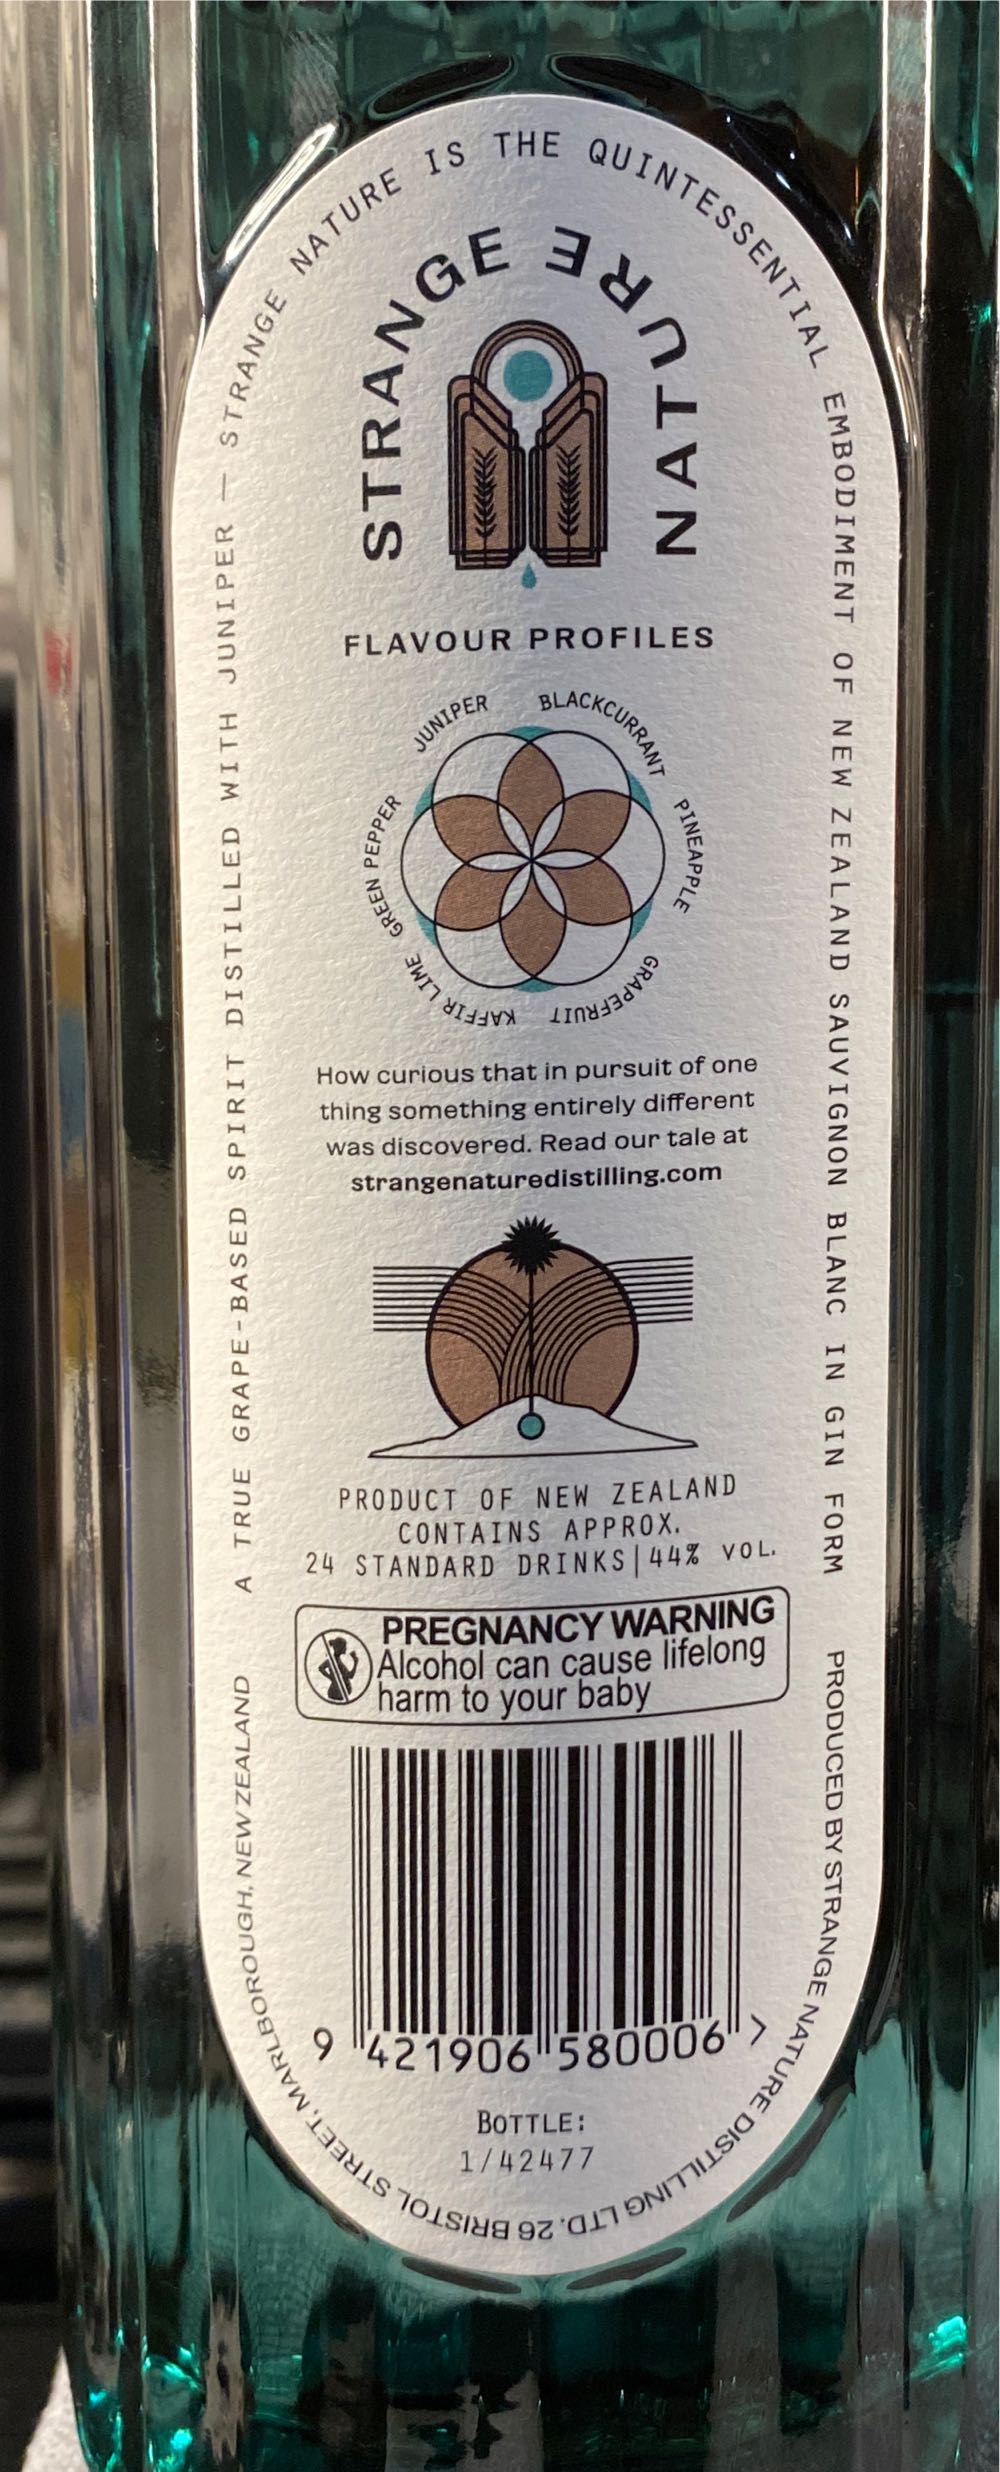 A TRUE GRAPE-BASED SPIRIT DISTILLED WITH JUNIPER — STRANGE NATURE IS THE QUINTESSENTIAL EMBODIMENT OF NEW ZEALAND SAUVIGNON BLANC IN GIN FORM
STRANGE NATURE
FLAVOUR PROFILES
JUNIPER
BLACKCURRANT
PINEAPPLE
GRAPEFRUIT
KAFFIR LIME
GREEN PEPPER
How curious that in pursuit of one
thing something entirely different
was discovered. Read our tale at
strangenaturedistilling.com
PRODUCT OF NEW ZEALAND
CONTAINS APPROX.
24 STANDARD DRINKS|44% VOL.
PREGNANCY WARNING
Alcohol can cause lifelong
harm to your baby
9 421906 580006 >
BOTTLE:
1/42477
PRODUCED BY STRANGE NATURE DISTILLING LTD. 26 BRISTOL STREET, MARLBOROUGH, NEW ZEALAND